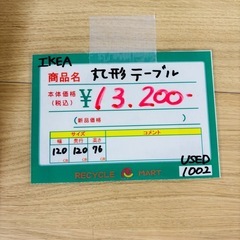 IKEA
商品名 丸形テーブル
本体価格(税込) ¥13.200-
(新品価格 )
サイズ コメント
幅 奥行 高さ
120 120 76
USED
1002
RECYCLE MART